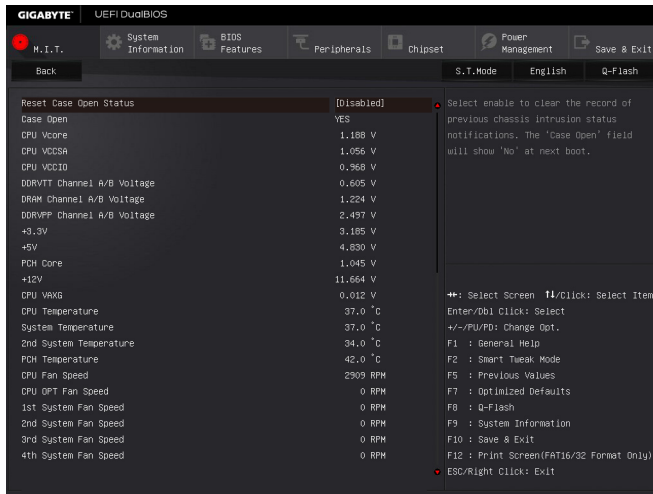 GIGABYTE™ UEFI DualBIOS
M.I.T.
System Information
BIOS Features
Peripherals
Chipset
Power Management
Save & Exit
Back
S.T.Mode English Q-Flash
Reset Case Open Status [Disabled]
Case Open YES
CPU Vcore 1.188 V
CPU VCCSA 1.056 V
CPU VCCIO 0.968 V
DDRVTT Channel A/B Voltage 0.605 V
DRAM Channel A/B Voltage 1.224 V
DDRVPP Channel A/B Voltage 2.497 V
+3.3V 3.185 V
+5V 4.830 V
PCH Core 1.045 V
+12V 11.664 V
CPU VAXG 0.012 V
CPU Temperature 37.0 °C
System Temperature 37.0 °C
2nd System Temperature 34.0 °C
PCH Temperature 42.0 °C
CPU Fan Speed 2909 RPM
CPU OPT Fan Speed 0 RPM
1st System Fan Speed 0 RPM
2nd System Fan Speed 0 RPM
3rd System Fan Speed 0 RPM
4th System Fan Speed 0 RPM
Select enable to clear the record of
previous chassis intrusion status
notifications. The 'Case Open' field
will show 'No' at next boot.
→←: Select Screen ↑↓/Click: Select Item
Enter/Dbl Click: Select
+/-/PU/PD: Change Opt.
F1 : General Help
F2 : Smart Tweak Mode
F5 : Previous Values
F7 : Optimized Defaults
F8 : Q-Flash
F9 : System Information
F10 : Save & Exit
F12 : Print Screen(FAT16/32 Format Only)
ESC/Right Click: Exit